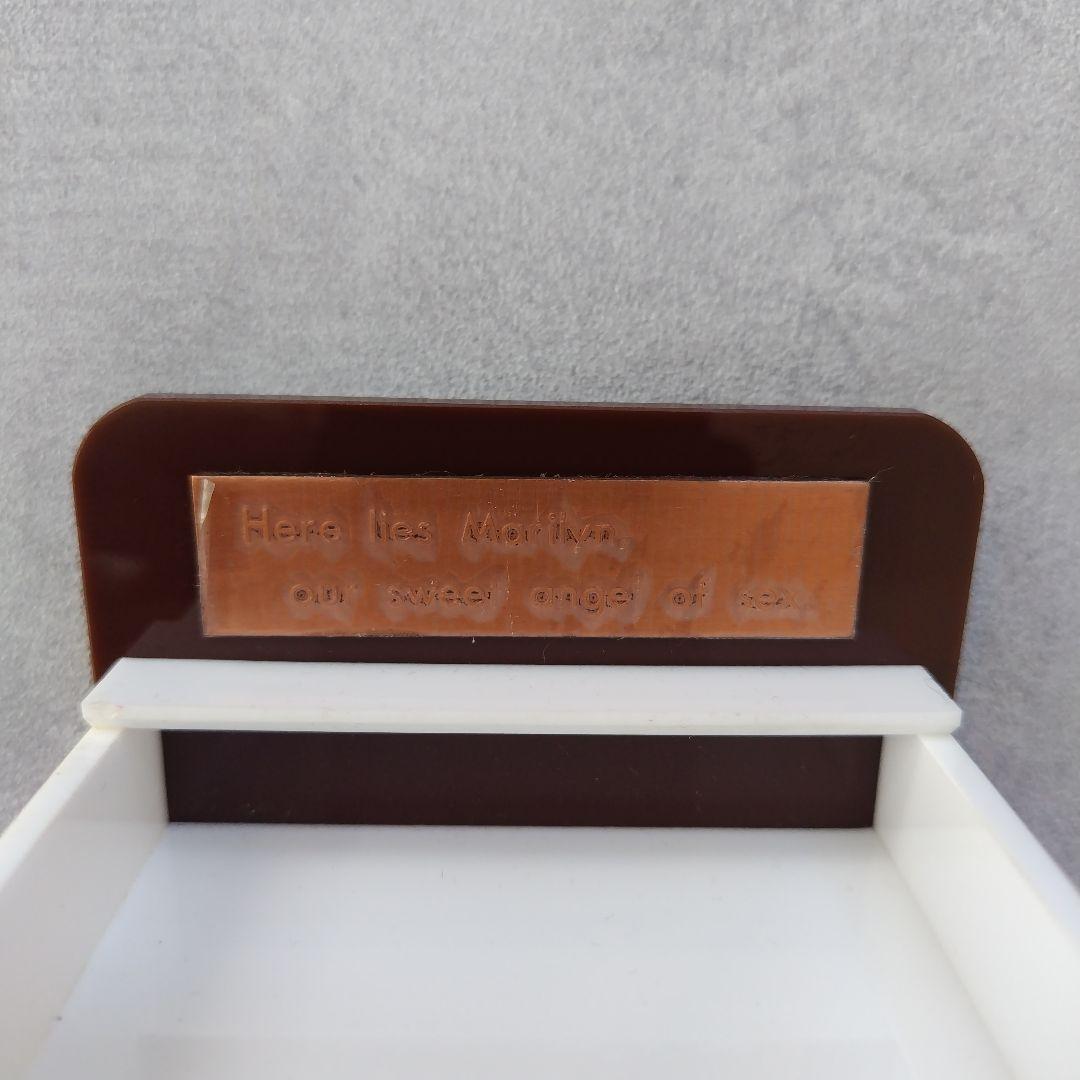 Here lies Marilyn,
our sweet angel of sex.